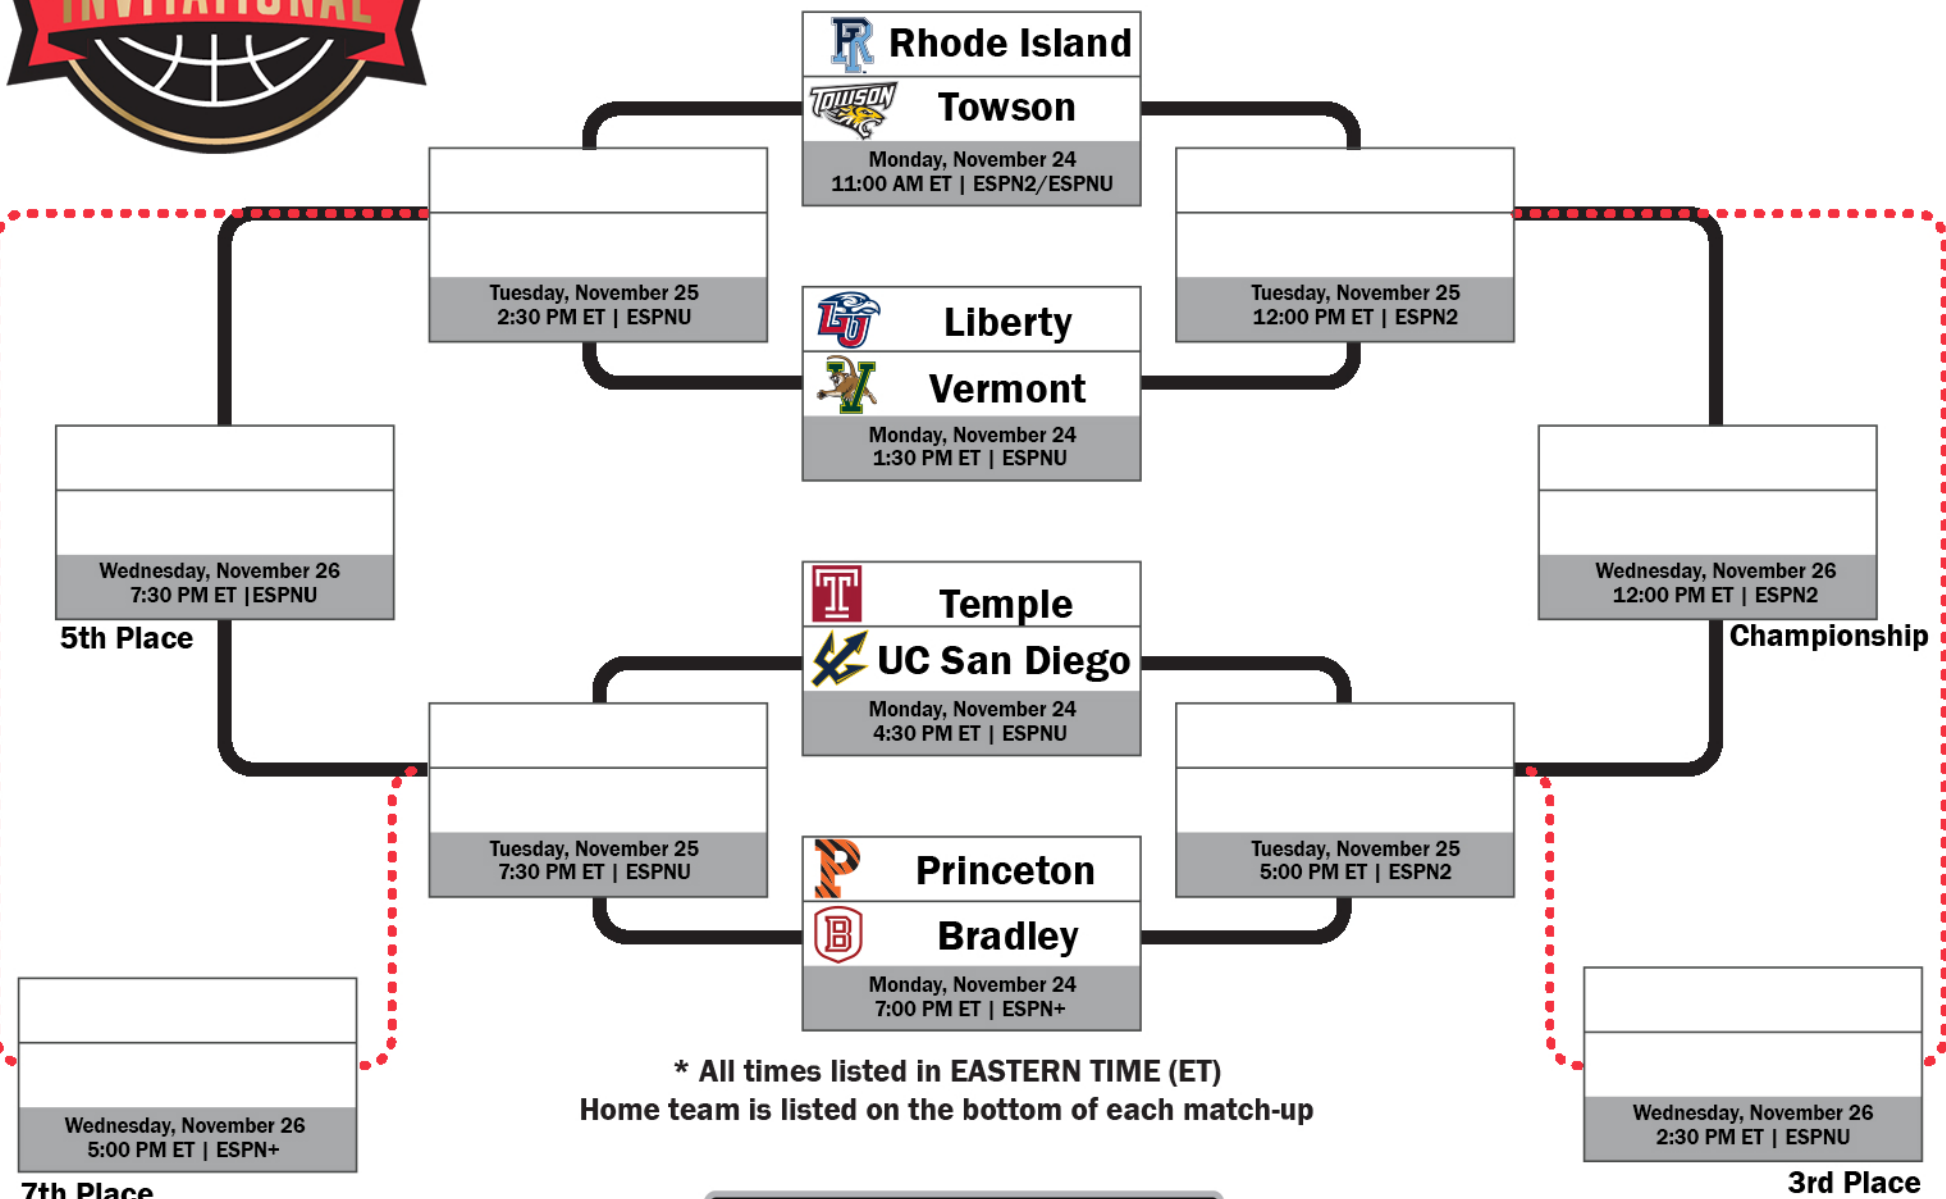 INVITATIONAL
Rhode Island
TOWSON
Towson
Monday, November 24
11:00 AM ET | ESPN2/ESPNU
Tuesday, November 25
2:30 PM ET | ESPNU
Liberty
Vermont
Monday, November 24
1:30 PM ET | ESPNU
Tuesday, November 25
12:00 PM ET | ESPN2
Wednesday, November 26
7:30 PM ET |ESPNU
5th Place
Temple
UC San Diego
Monday, November 24
4:30 PM ET | ESPNU
Wednesday, November 26
12:00 PM ET | ESPN2
Championship
Tuesday, November 25
7:30 PM ET | ESPNU
Princeton
Bradley
Monday, November 24
7:00 PM ET | ESPN+
Tuesday, November 25
5:00 PM ET | ESPN2
* All times listed in EASTERN TIME (ET)
Home team is listed on the bottom of each match-up
Wednesday, November 26
5:00 PM ET | ESPN+
7th Place
Wednesday, November 26
2:30 PM ET | ESPNU
3rd Place